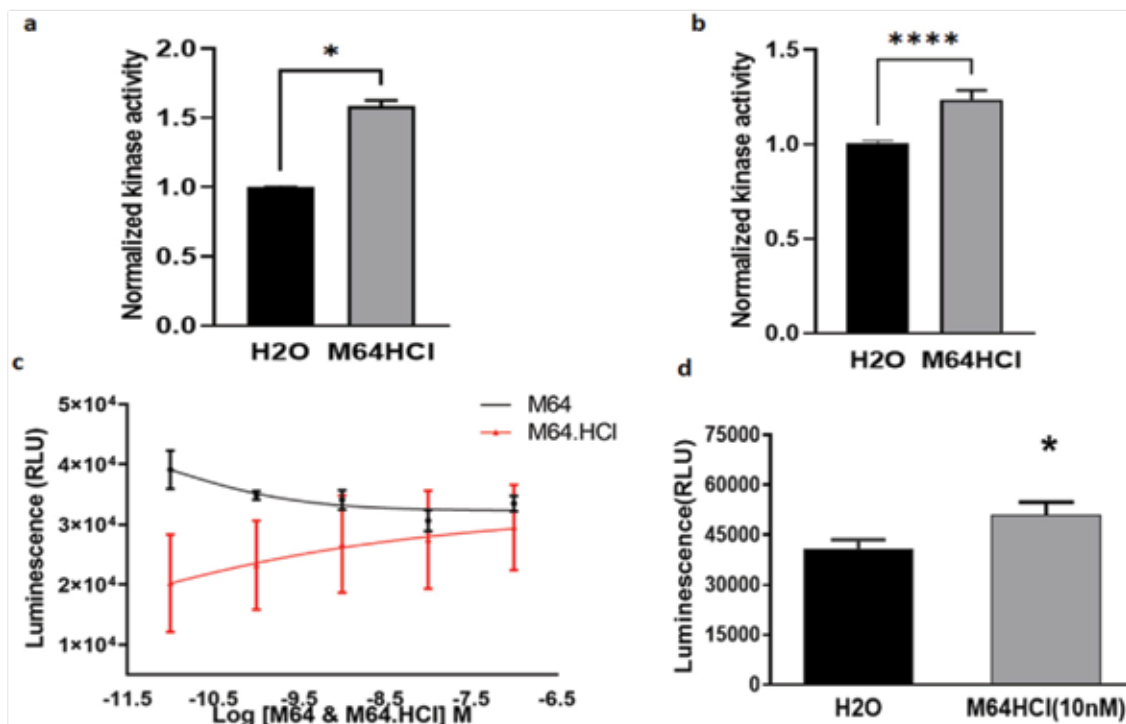 a
Normalized kinase activity
2.0
1.5
1.0
0.5
0.0
*
H2O M64HCl
b
Normalized kinase activity
1.5
1.0
0.5
0.0
****
H2O M64HCl
c
Luminescence (RLU)
5×10⁴
4×10⁴
3×10⁴
2×10⁴
1×10⁴
M64
M64.HCl
-11.5 -10.5 -9.5 -8.5 -7.5 -6.5
Log [M64 & M64.HCl] M
d
Luminescence(RLU)
75000
60000
45000
30000
15000
0
*
H2O M64HCl(10nM)